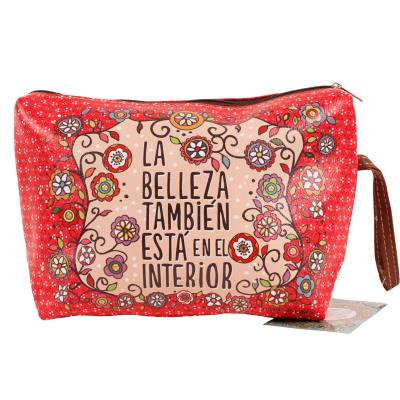 LA
BELLEZA
TAMBIÉN
ESTÁ EN EL
INTERIOR